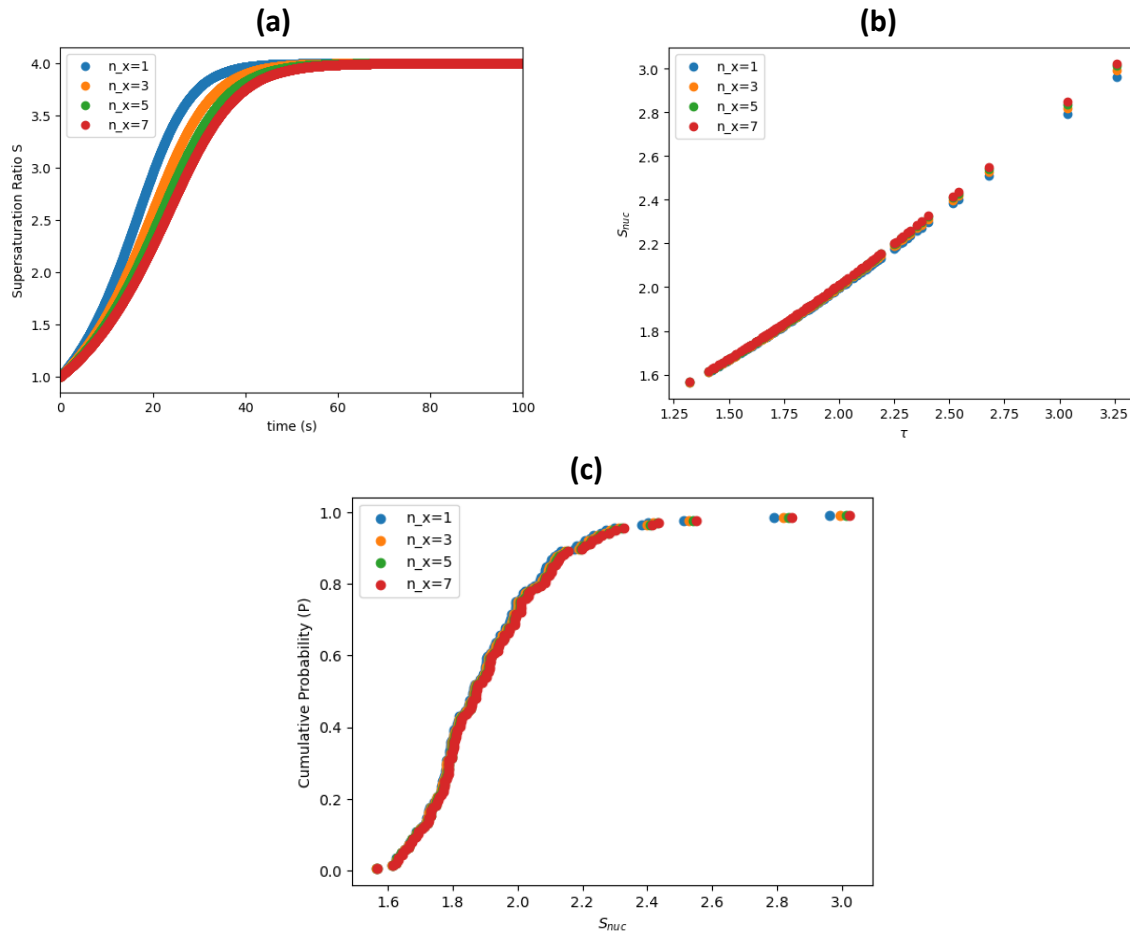 (a)
Supersaturation Ratio S
4.0
3.5
3.0
2.5
2.0
1.5
1.0
n_x=1
n_x=3
n_x=5
n_x=7
0 20 40 60 80 100
time (s)
(b)
S_nuc
3.0
2.8
2.6
2.4
2.2
2.0
1.8
1.6
n_x=1
n_x=3
n_x=5
n_x=7
1.25 1.50 1.75 2.00 2.25 2.50 2.75 3.00 3.25
τ
(c)
Cumulative Probability (P)
1.0
0.8
0.6
0.4
0.2
0.0
n_x=1
n_x=3
n_x=5
n_x=7
1.6 1.8 2.0 2.2 2.4 2.6 2.8 3.0
S_nuc